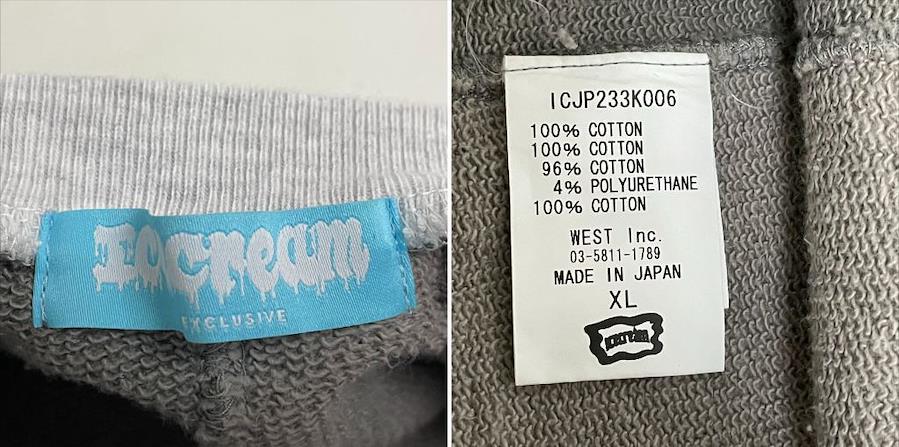 Icecream
EXCLUSIVE
ICJP233K006
100% COTTON
100% COTTON
96% COTTON
4% POLYURETHANE
100% COTTON
WEST Inc.
03-5811-1789
MADE IN JAPAN
XL
ICECREAM